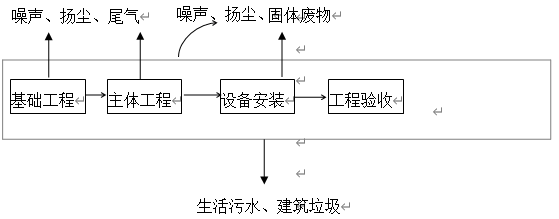 噪声、扬尘、尾气
噪声、扬尘、固体废物
基础工程
主体工程
设备安装
工程验收
生活污水、建筑垃圾